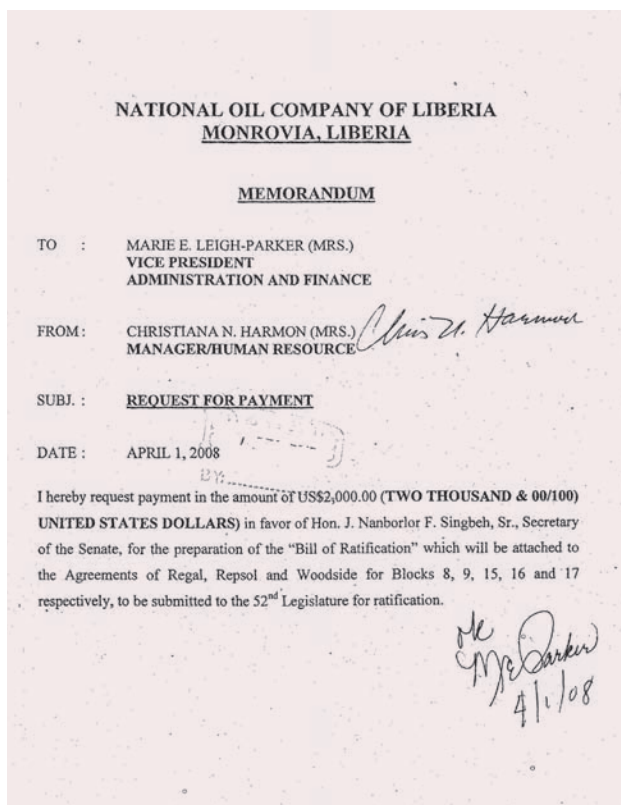 NATIONAL OIL COMPANY OF LIBERIA
MONROVIA, LIBERIA
MEMORANDUM
TO : MARIE E. LEIGH-PARKER (MRS.)
VICE PRESIDENT
ADMINISTRATION AND FINANCE
FROM : CHRISTIANA N. HARMON (MRS.) Chris N. Harmon
MANAGER/HUMAN RESOURCE
SUBJ. : REQUEST FOR PAYMENT
DATE : APRIL 1, 2008
BY:
I hereby request payment in the amount of US$2,000.00 (TWO THOUSAND & 00/100)
UNITED STATES DOLLARS) in favor of Hon. J. Nanborlor F. Singbeh, Sr., Secretary
of the Senate, for the preparation of the “Bill of Ratification” which will be attached to
the Agreements of Regal, Repsol and Woodside for Blocks 8, 9, 15, 16 and 17
respectively, to be submitted to the 52nd Legislature for ratification.
ok
MEParker
4/1/08